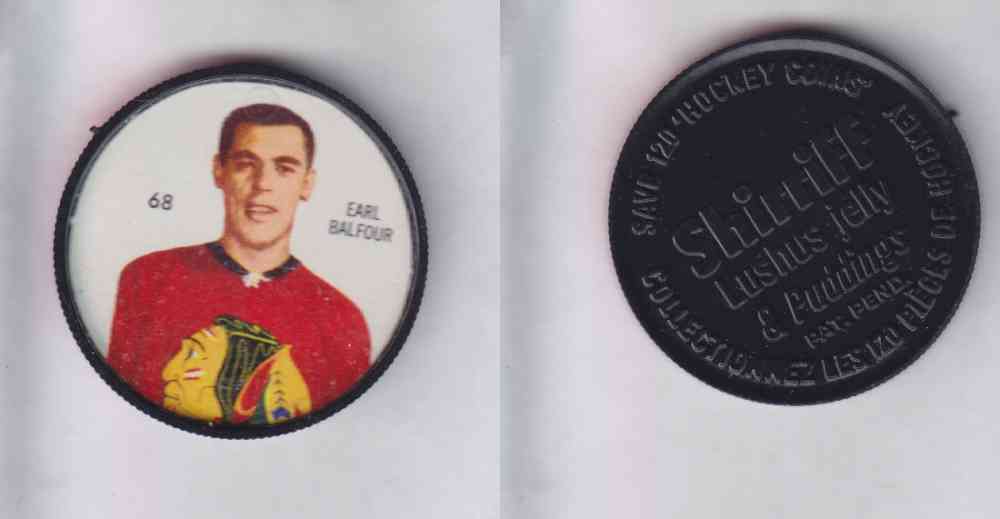 68
EARL
BALFOUR
SAVE 120 "HOCKEY COINS"
Shirriff
Lushus jelly
& Puddings
PAT. PEND.
COLLECTIONNEZ LES 120 PIÈCES DE HOCKEY